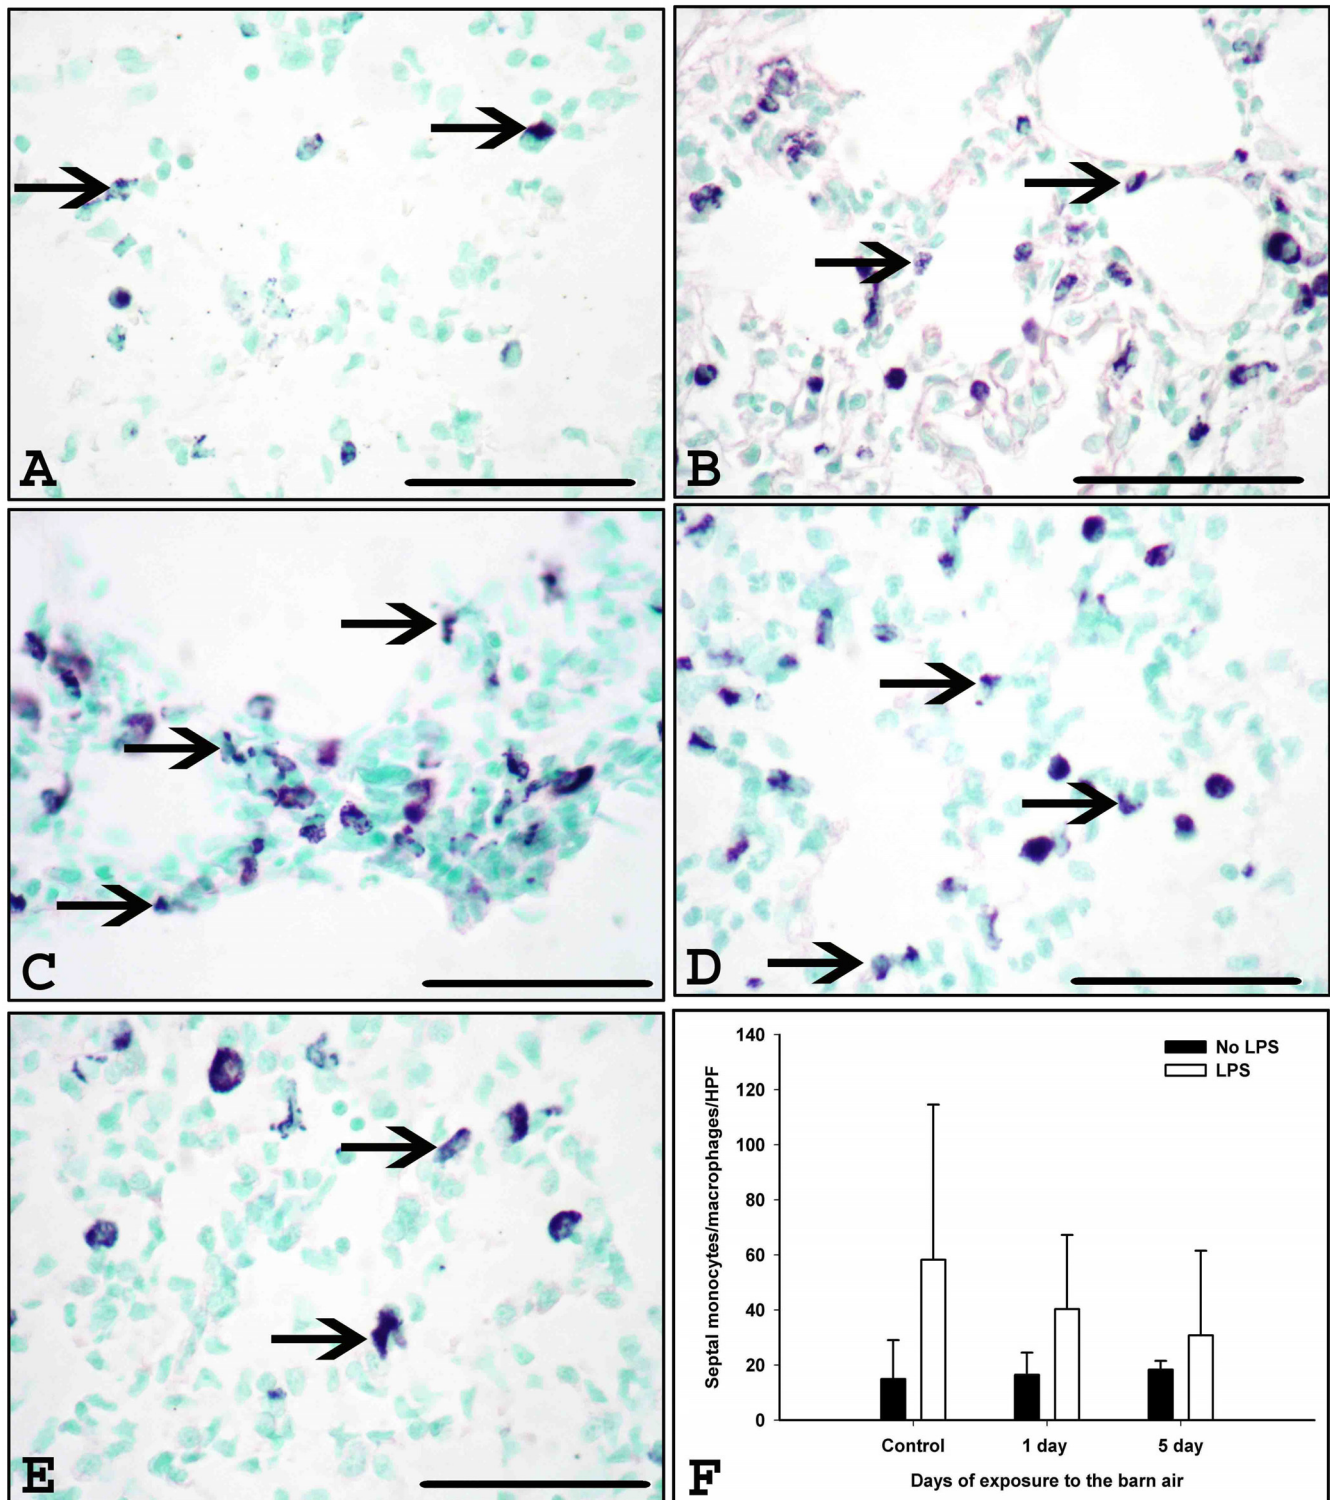 A
B
C
D
E
140
120
100
80
60
40
20
0
Septal monocytes/macrophages/HPF
No LPS
LPS
Control 1 day 5 day
Days of exposure to the barn air
F